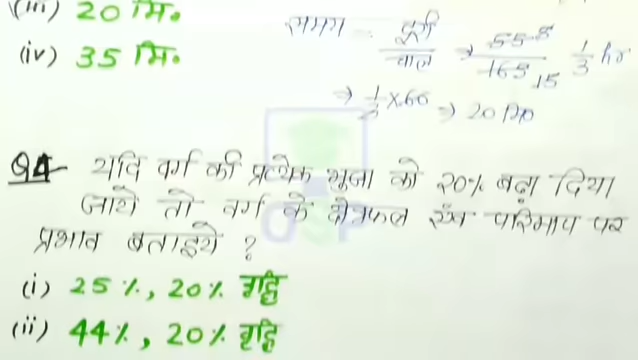 (iii) 20 मि.
(iv) 35 मि.
समय = दूरी / चाल ⇒ 55 / 165 1/3 hr
⇒ 1/3 × 60 ⇒ 20 मि०
Q4 यदि वर्ग की प्रत्येक भुजा को 20% बढ़ा दिया
जाये तो वर्ग के क्षेत्रफल एवं परिमाप पर
प्रभाव बताइये ?
(i) 25 %, 20% वृद्धि
(ii) 44%, 20% वृद्धि